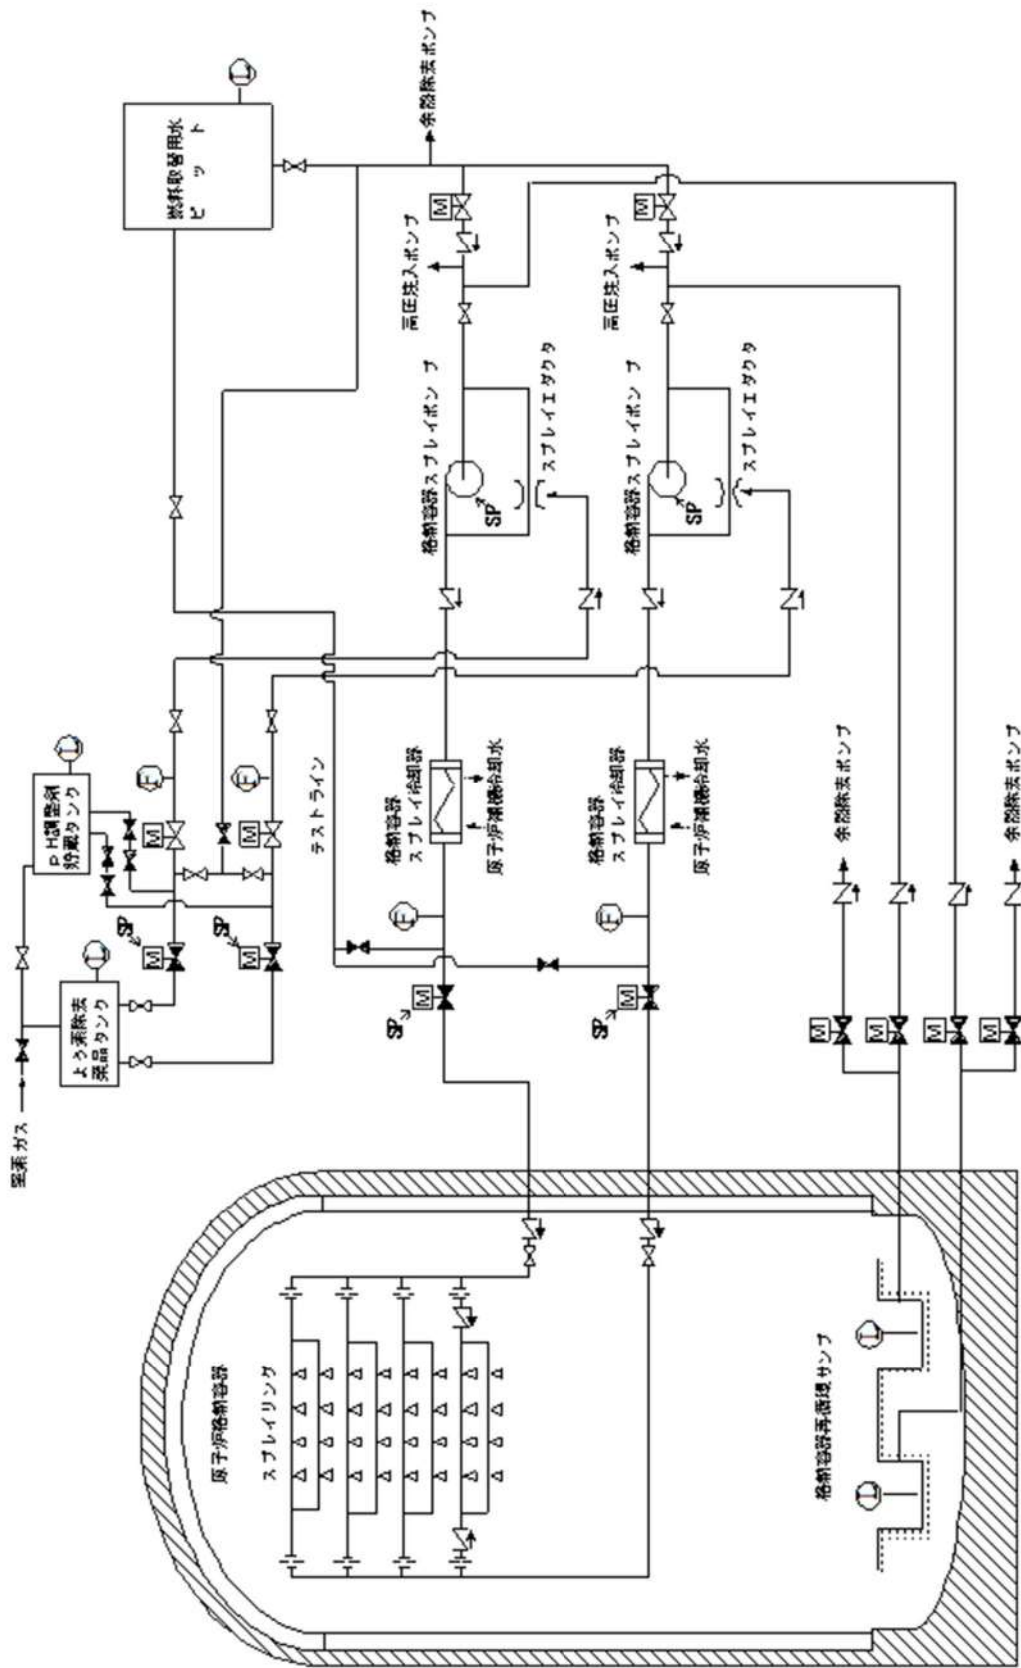 窒素ガス
よう素除去
薬品タンク
pH調整剤
貯蔵タンク
燃料取替用水
ピット
L
L
L
M
M
M
M
SP
SP
F
F
余熱除去ポンプ
テストライン
原子炉格納容器
スプレイリング
SP
M
F
格納容器
スプレイ冷却器
原子炉補機冷却水
格納容器スプレイポンプ
SP
スプレイエダクタ
高圧注入ポンプ
M
SP
M
F
格納容器
スプレイ冷却器
原子炉補機冷却水
格納容器スプレイポンプ
SP
スプレイエダクタ
高圧注入ポンプ
M
格納容器再循環サンプ
L
L
M
M
M
M
余熱除去ポンプ
余熱除去ポンプ